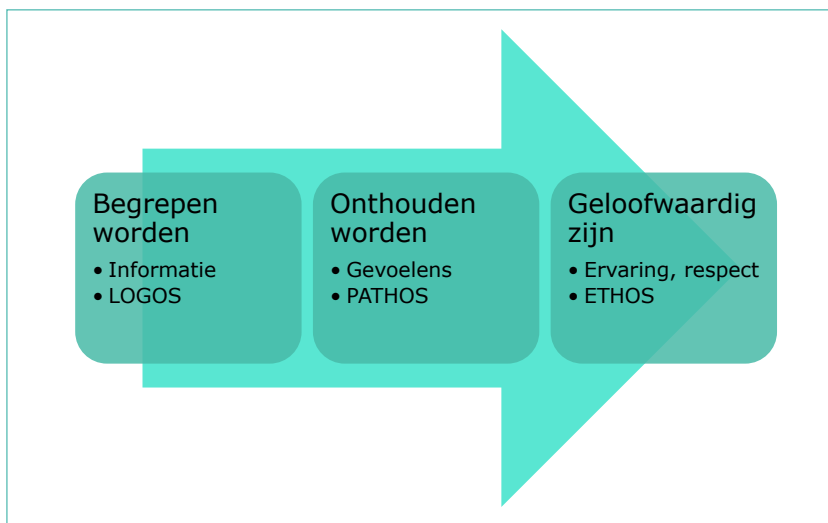 Begrepen
worden
• Informatie
• LOGOS
Onthouden
worden
• Gevoelens
• PATHOS
Geloofwaardig
zijn
• Ervaring, respect
• ETHOS